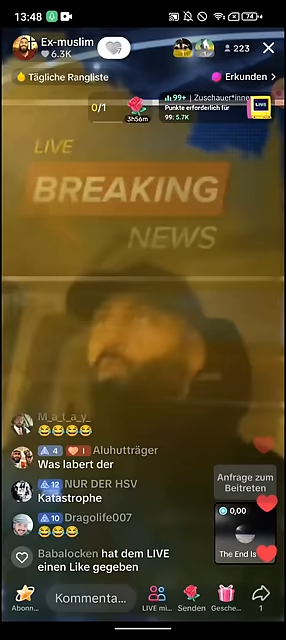 13:48
74
Ex-muslim
6.3K
223
Tägliche Rangliste
Erkunden
0/1
3h56m
99+ | Zuschauer*inne
Punkte erforderlich für
99: 5.7K
LIVE
LIVE
BREAKING
NEWS
M_a_t_a_y_
😂😂😂😂
4 1 Aluhutträger
Was labert der
12 NUR DER HSV
Katastrophe
10 Dragolife007
😂😂😂
Babalocken hat dem LIVE
einen Like gegeben
Anfrage zum
Beitreten
0,00
The End Is
Abonn...
Kommenta...
LIVE mi...
Senden
Gesche...
1